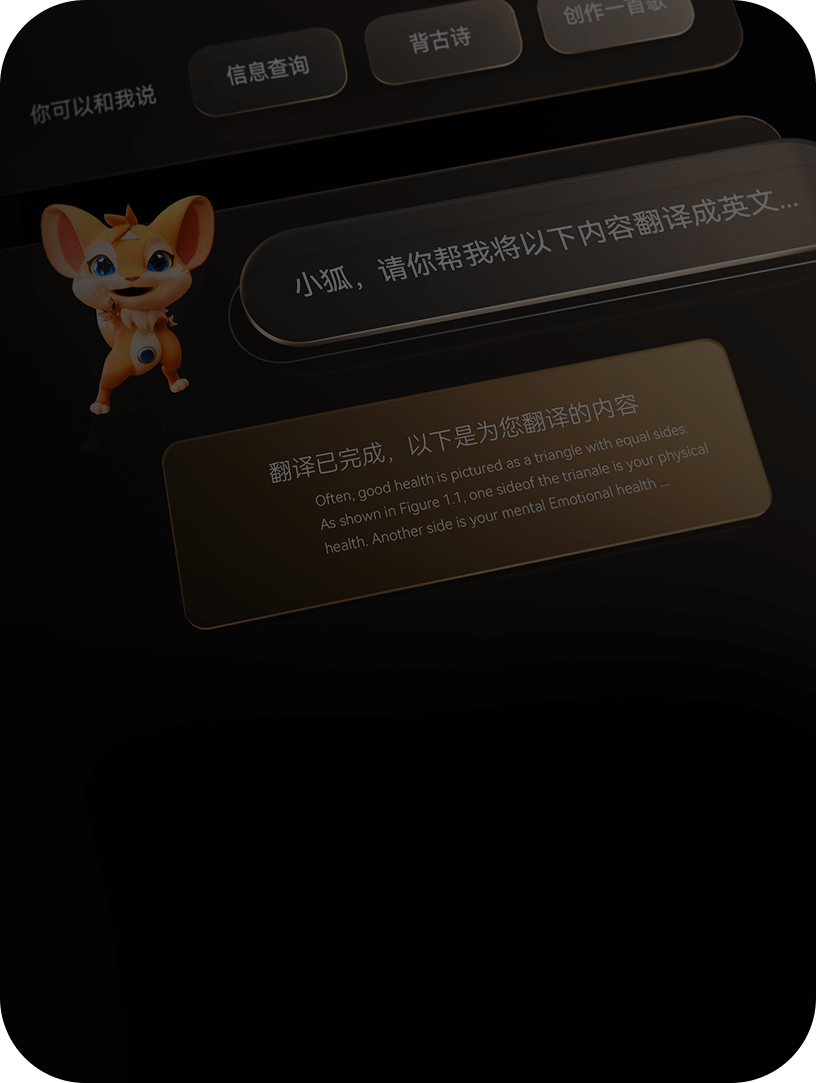 你可以和我说
信息查询
背古诗
创作一首歌
小狐，请你帮我将以下内容翻译成英文...
翻译已完成，以下是为您翻译的内容
Often, good health is pictured as a triangle with equal sides.
As shown in Figure 1.1, one sideof the trianale is your physical
health. Another side is your mental Emotional health ...